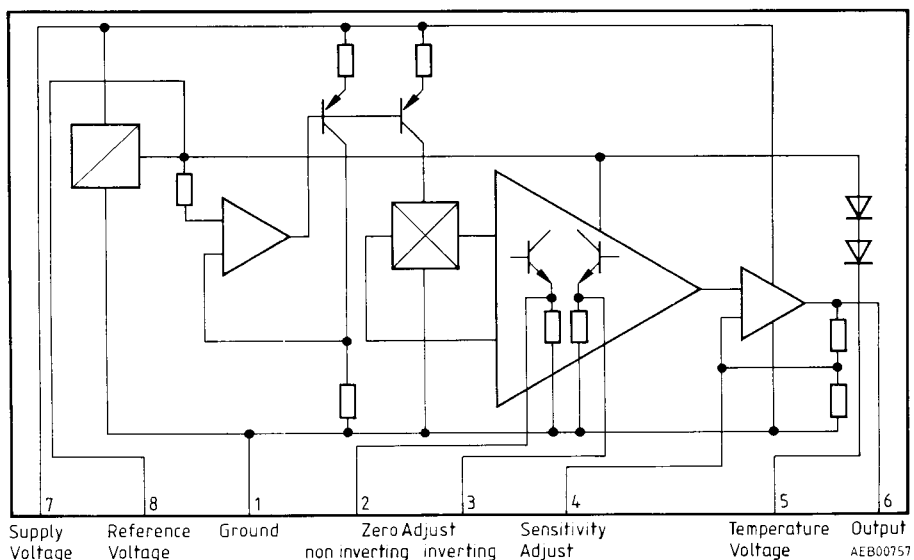 7 8 1 2 3 4 5 6
Supply Reference Ground Zero Adjust Sensitivity Temperature Output
Voltage Voltage non inverting inverting Adjust Voltage AEB00757